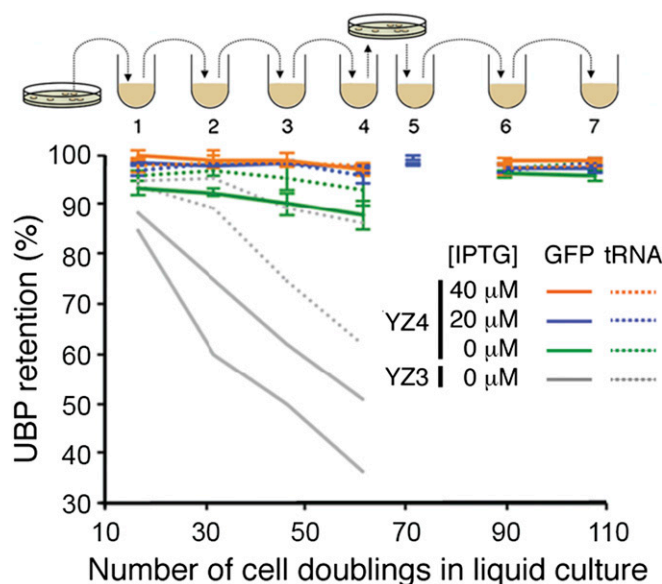 1 2 3 4 5 6 7
100
90
80
70
60
50
40
30
UBP retention (%)
10 30 50 70 90 110
Number of cell doublings in liquid culture
[IPTG] GFP tRNA
YZ4
40 µM
20 µM
0 µM
YZ3 0 µM